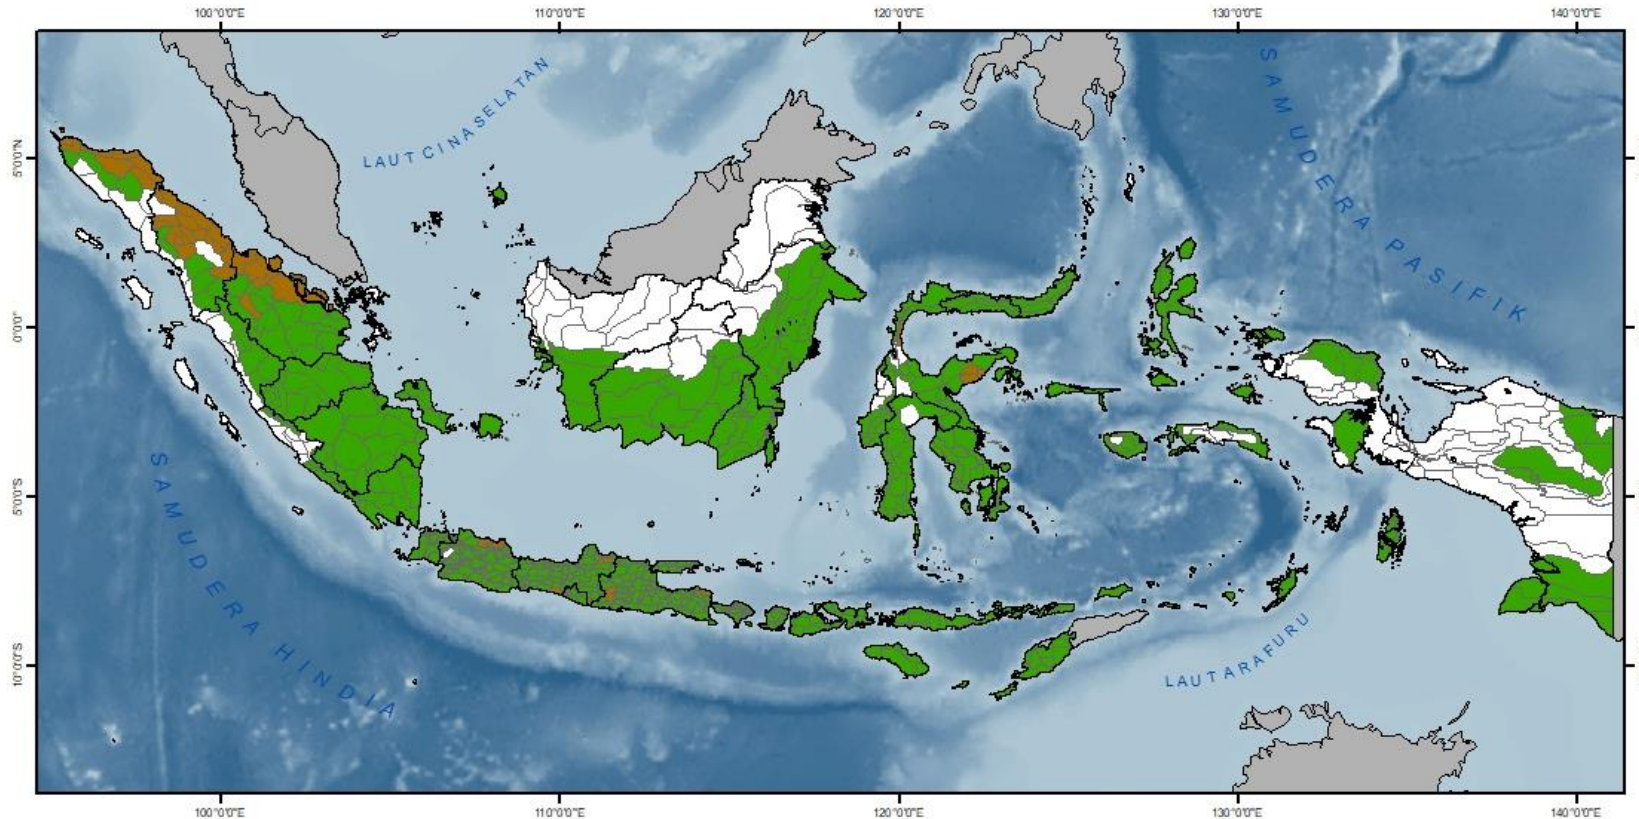 100°0'0"E 110°0'0"E 120°0'0"E 130°0'0"E 140°0'0"E
LAUT CINA SELATAN
SAMUDERA PASIFIK
5°0'0"N
0°0'0"
5°0'0"S
10°0'0"S
SAMUDERA HINDIA
LAUT ARAFURU
100°0'0"E 110°0'0"E 120°0'0"E 130°0'0"E 140°0'0"E